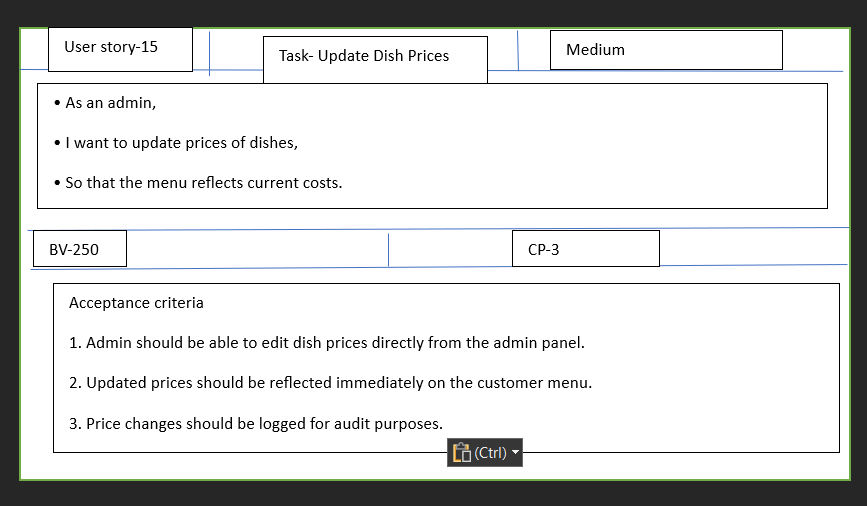 User story-15
Task- Update Dish Prices
Medium
• As an admin,
• I want to update prices of dishes,
• So that the menu reflects current costs.
BV-250
CP-3
Acceptance criteria
1. Admin should be able to edit dish prices directly from the admin panel.
2. Updated prices should be reflected immediately on the customer menu.
3. Price changes should be logged for audit purposes.
(Ctrl)